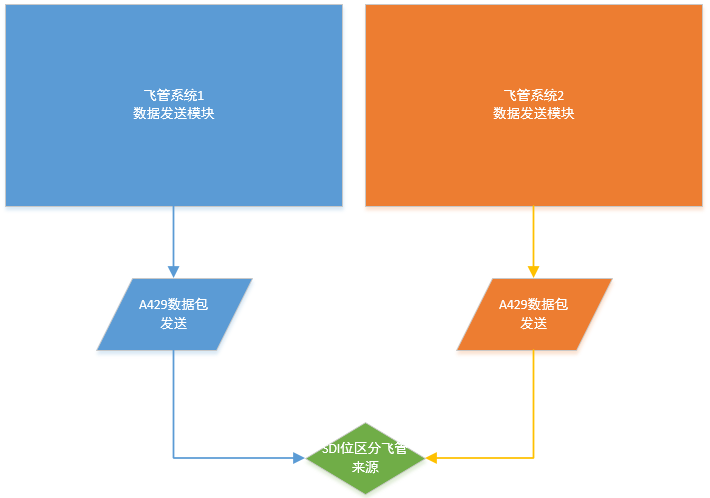 飞管系统1
数据发送模块
飞管系统2
数据发送模块
A429数据包
发送
A429数据包
发送
SDI位区分飞管
来源